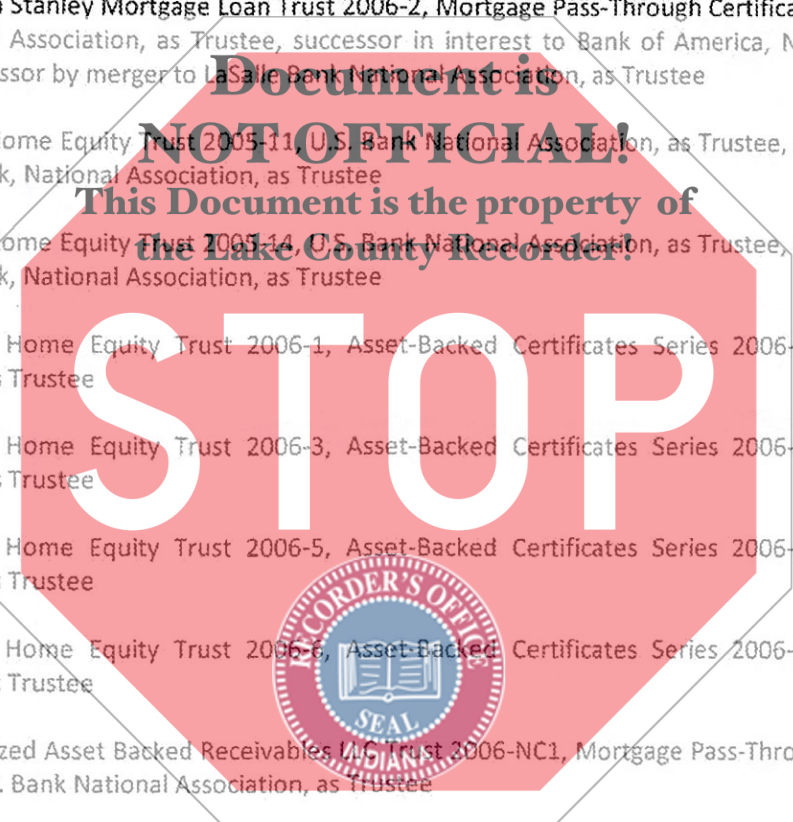 Stanley Mortgage Loan Trust 2006-2, Mortgage Pass-Through Certifica
Association, as Trustee, successor in interest to Bank of America, N
ssor by merger to LaSalle Bank National Association, as Trustee
Document is
NOT OFFICIAL!
This Document is the property of
the Lake County Recorder!
ome Equity Trust 2005-11, U.S. Bank National Association, as Trustee,
k, National Association, as Trustee
ome Equity Trust 2005-14, U.S. Bank National Association, as Trustee,
k, National Association, as Trustee
STOP
Home Equity Trust 2006-1, Asset-Backed Certificates Series 2006-
Trustee
Home Equity Trust 2006-3, Asset-Backed Certificates Series 2006-
Trustee
Home Equity Trust 2006-5, Asset-Backed Certificates Series 2006-
Trustee
Home Equity Trust 2006-6, Asset-Backed Certificates Series 2006-
Trustee
RECORDER'S OFFICE
SEAL
INDIANA
zed Asset Backed Receivables LLC Trust 2006-NC1, Mortgage Pass-Thro
. Bank National Association, as Trustee